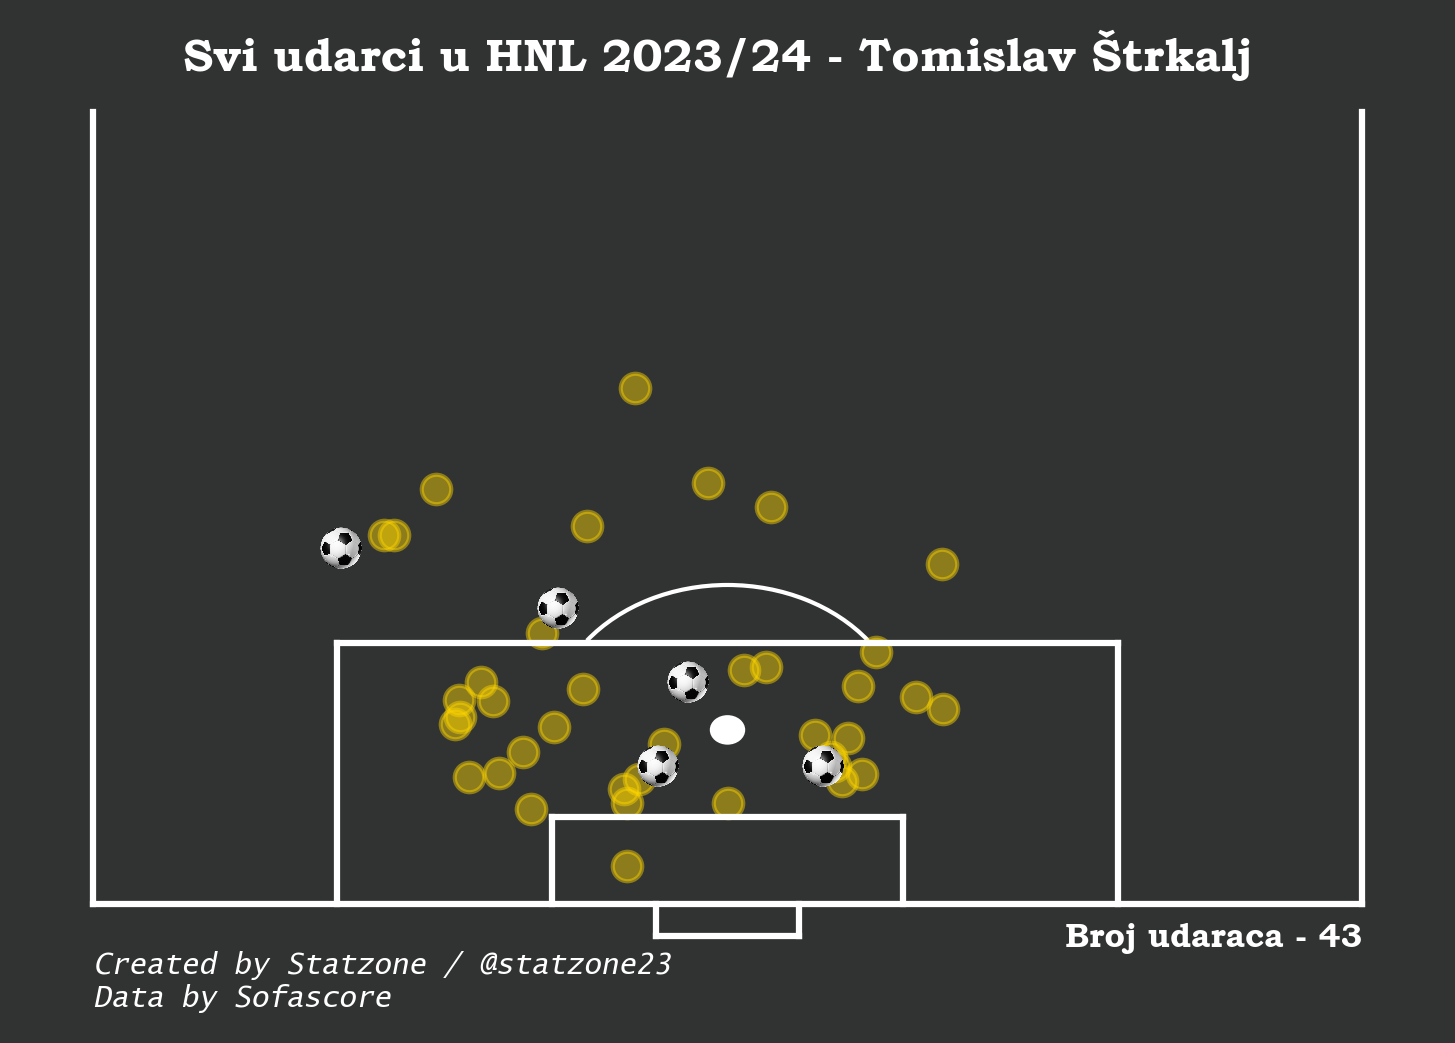 Svi udarci u HNL 2023/24 - Tomislav Štrkalj
Broj udaraca - 43
Created by Statzone / @statzone23
Data by Sofascore